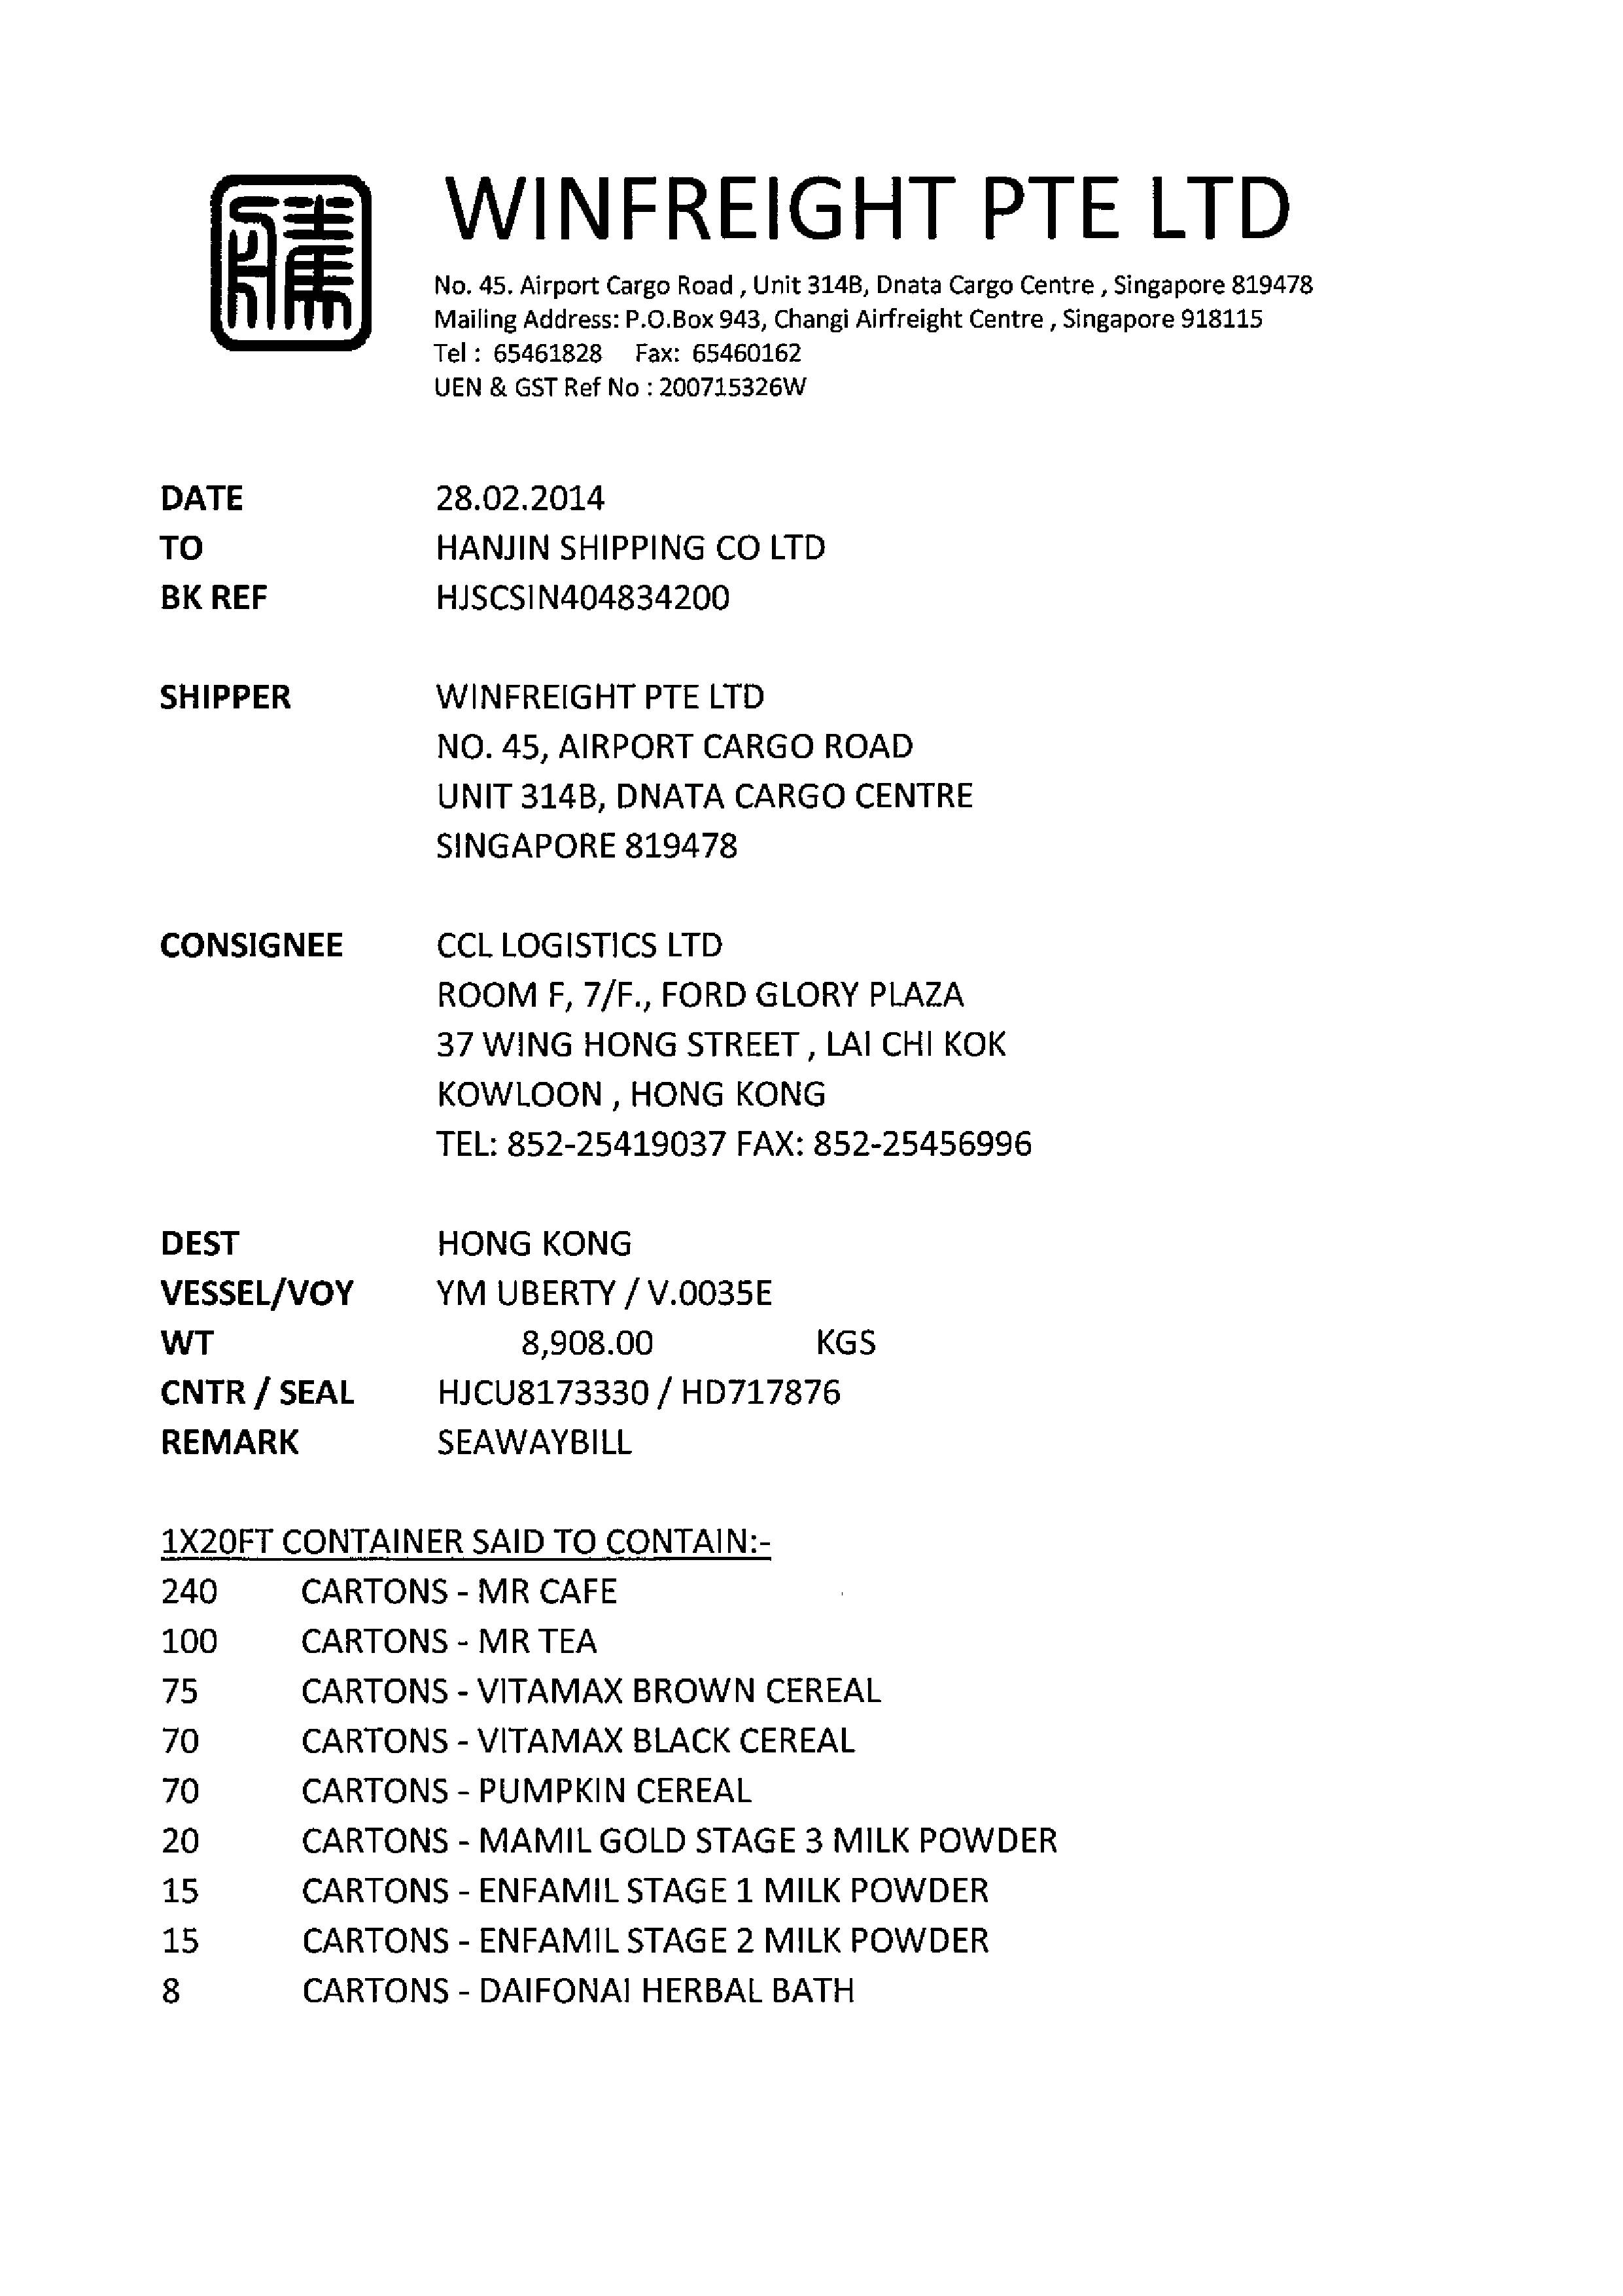 WINFREIGHT PTE LTD
No. 45. Airport Cargo Road , Unit 314B, Dnata Cargo Centre , Singapore 819478
Mailing Address: P.O.Box 943, Changi Airfreight Centre , Singapore 918115
Tel : 65461828 Fax: 65460162
UEN & GST Ref No : 200715326W
DATE 28.02.2014
TO HANJIN SHIPPING CO LTD
BK REF HJSCSIN404834200
SHIPPER WINFREIGHT PTE LTD
NO. 45, AIRPORT CARGO ROAD
UNIT 314B, DNATA CARGO CENTRE
SINGAPORE 819478
CONSIGNEE CCL LOGISTICS LTD
ROOM F, 7/F., FORD GLORY PLAZA
37 WING HONG STREET , LAI CHI KOK
KOWLOON , HONG KONG
TEL: 852-25419037 FAX: 852-25456996
DEST HONG KONG
VESSEL/VOY YM UBERTY / V.0035E
WT 8,908.00 KGS
CNTR / SEAL HJCU8173330 / HD717876
REMARK SEAWAYBILL
1X20FT CONTAINER SAID TO CONTAIN:-
240 CARTONS - MR CAFE
100 CARTONS - MR TEA
75 CARTONS - VITAMAX BROWN CEREAL
70 CARTONS - VITAMAX BLACK CEREAL
70 CARTONS - PUMPKIN CEREAL
20 CARTONS - MAMIL GOLD STAGE 3 MILK POWDER
15 CARTONS - ENFAMIL STAGE 1 MILK POWDER
15 CARTONS - ENFAMIL STAGE 2 MILK POWDER
8 CARTONS - DAIFONAI HERBAL BATH